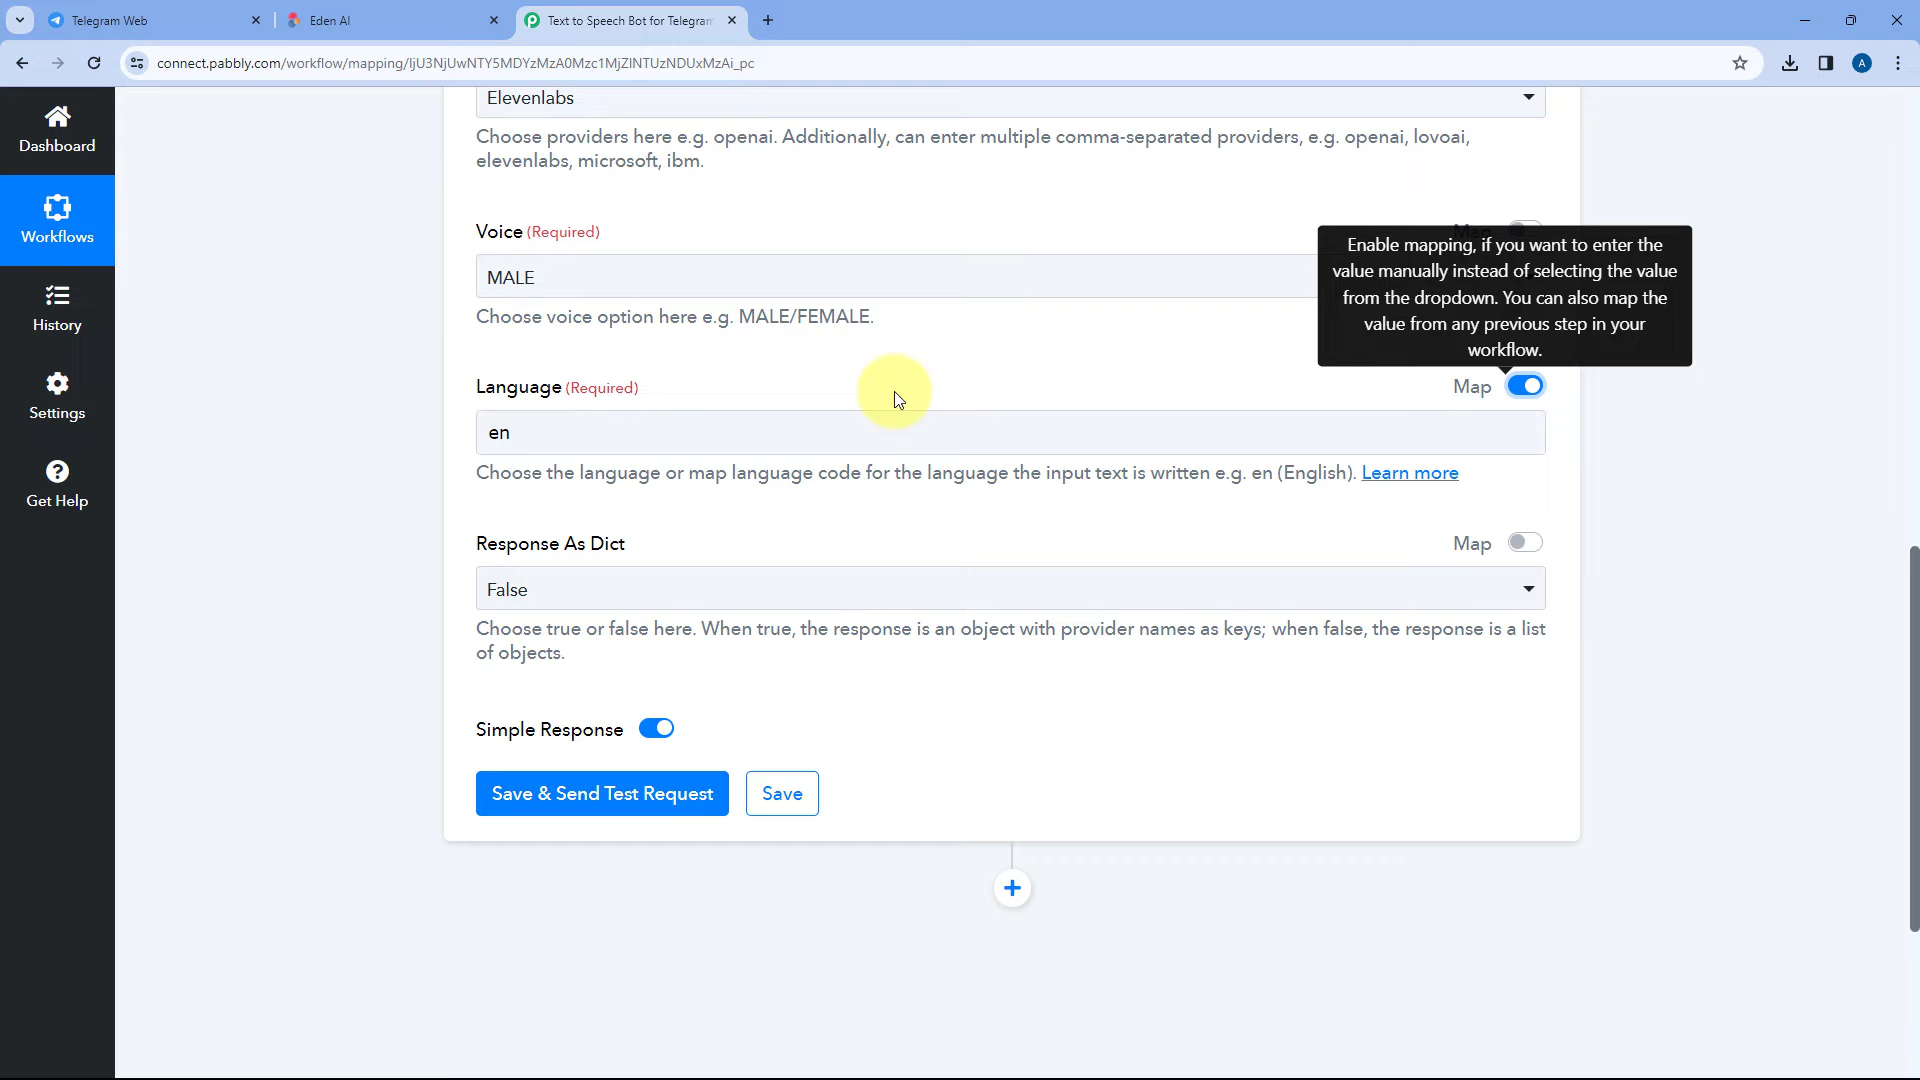 Telegram Web
Eden AI
Text to Speech Bot for Telegram
connect.pabbly.com/workflow/mapping/IjU3NjUwNTY5MDYzMzA0Mzc1MjZlNTUzNDUxMzAi_pc
A
Dashboard
Workflows
History
Settings
Get Help
Elevenlabs
Choose providers here e.g. openai. Additionally, can enter multiple comma-separated providers, e.g. openai, lovoai,
elevenlabs, microsoft, ibm.
Voice (Required)
Map
MALE
Choose voice option here e.g. MALE/FEMALE.
Enable mapping, if you want to enter the
value manually instead of selecting the value
from the dropdown. You can also map the
value from any previous step in your
workflow.
Language (Required)
Map
en
Choose the language or map language code for the language the input text is written e.g. en (English). Learn more
Response As Dict
Map
False
Choose true or false here. When true, the response is an object with provider names as keys; when false, the response is a list
of objects.
Simple Response
Save & Send Test Request
Save